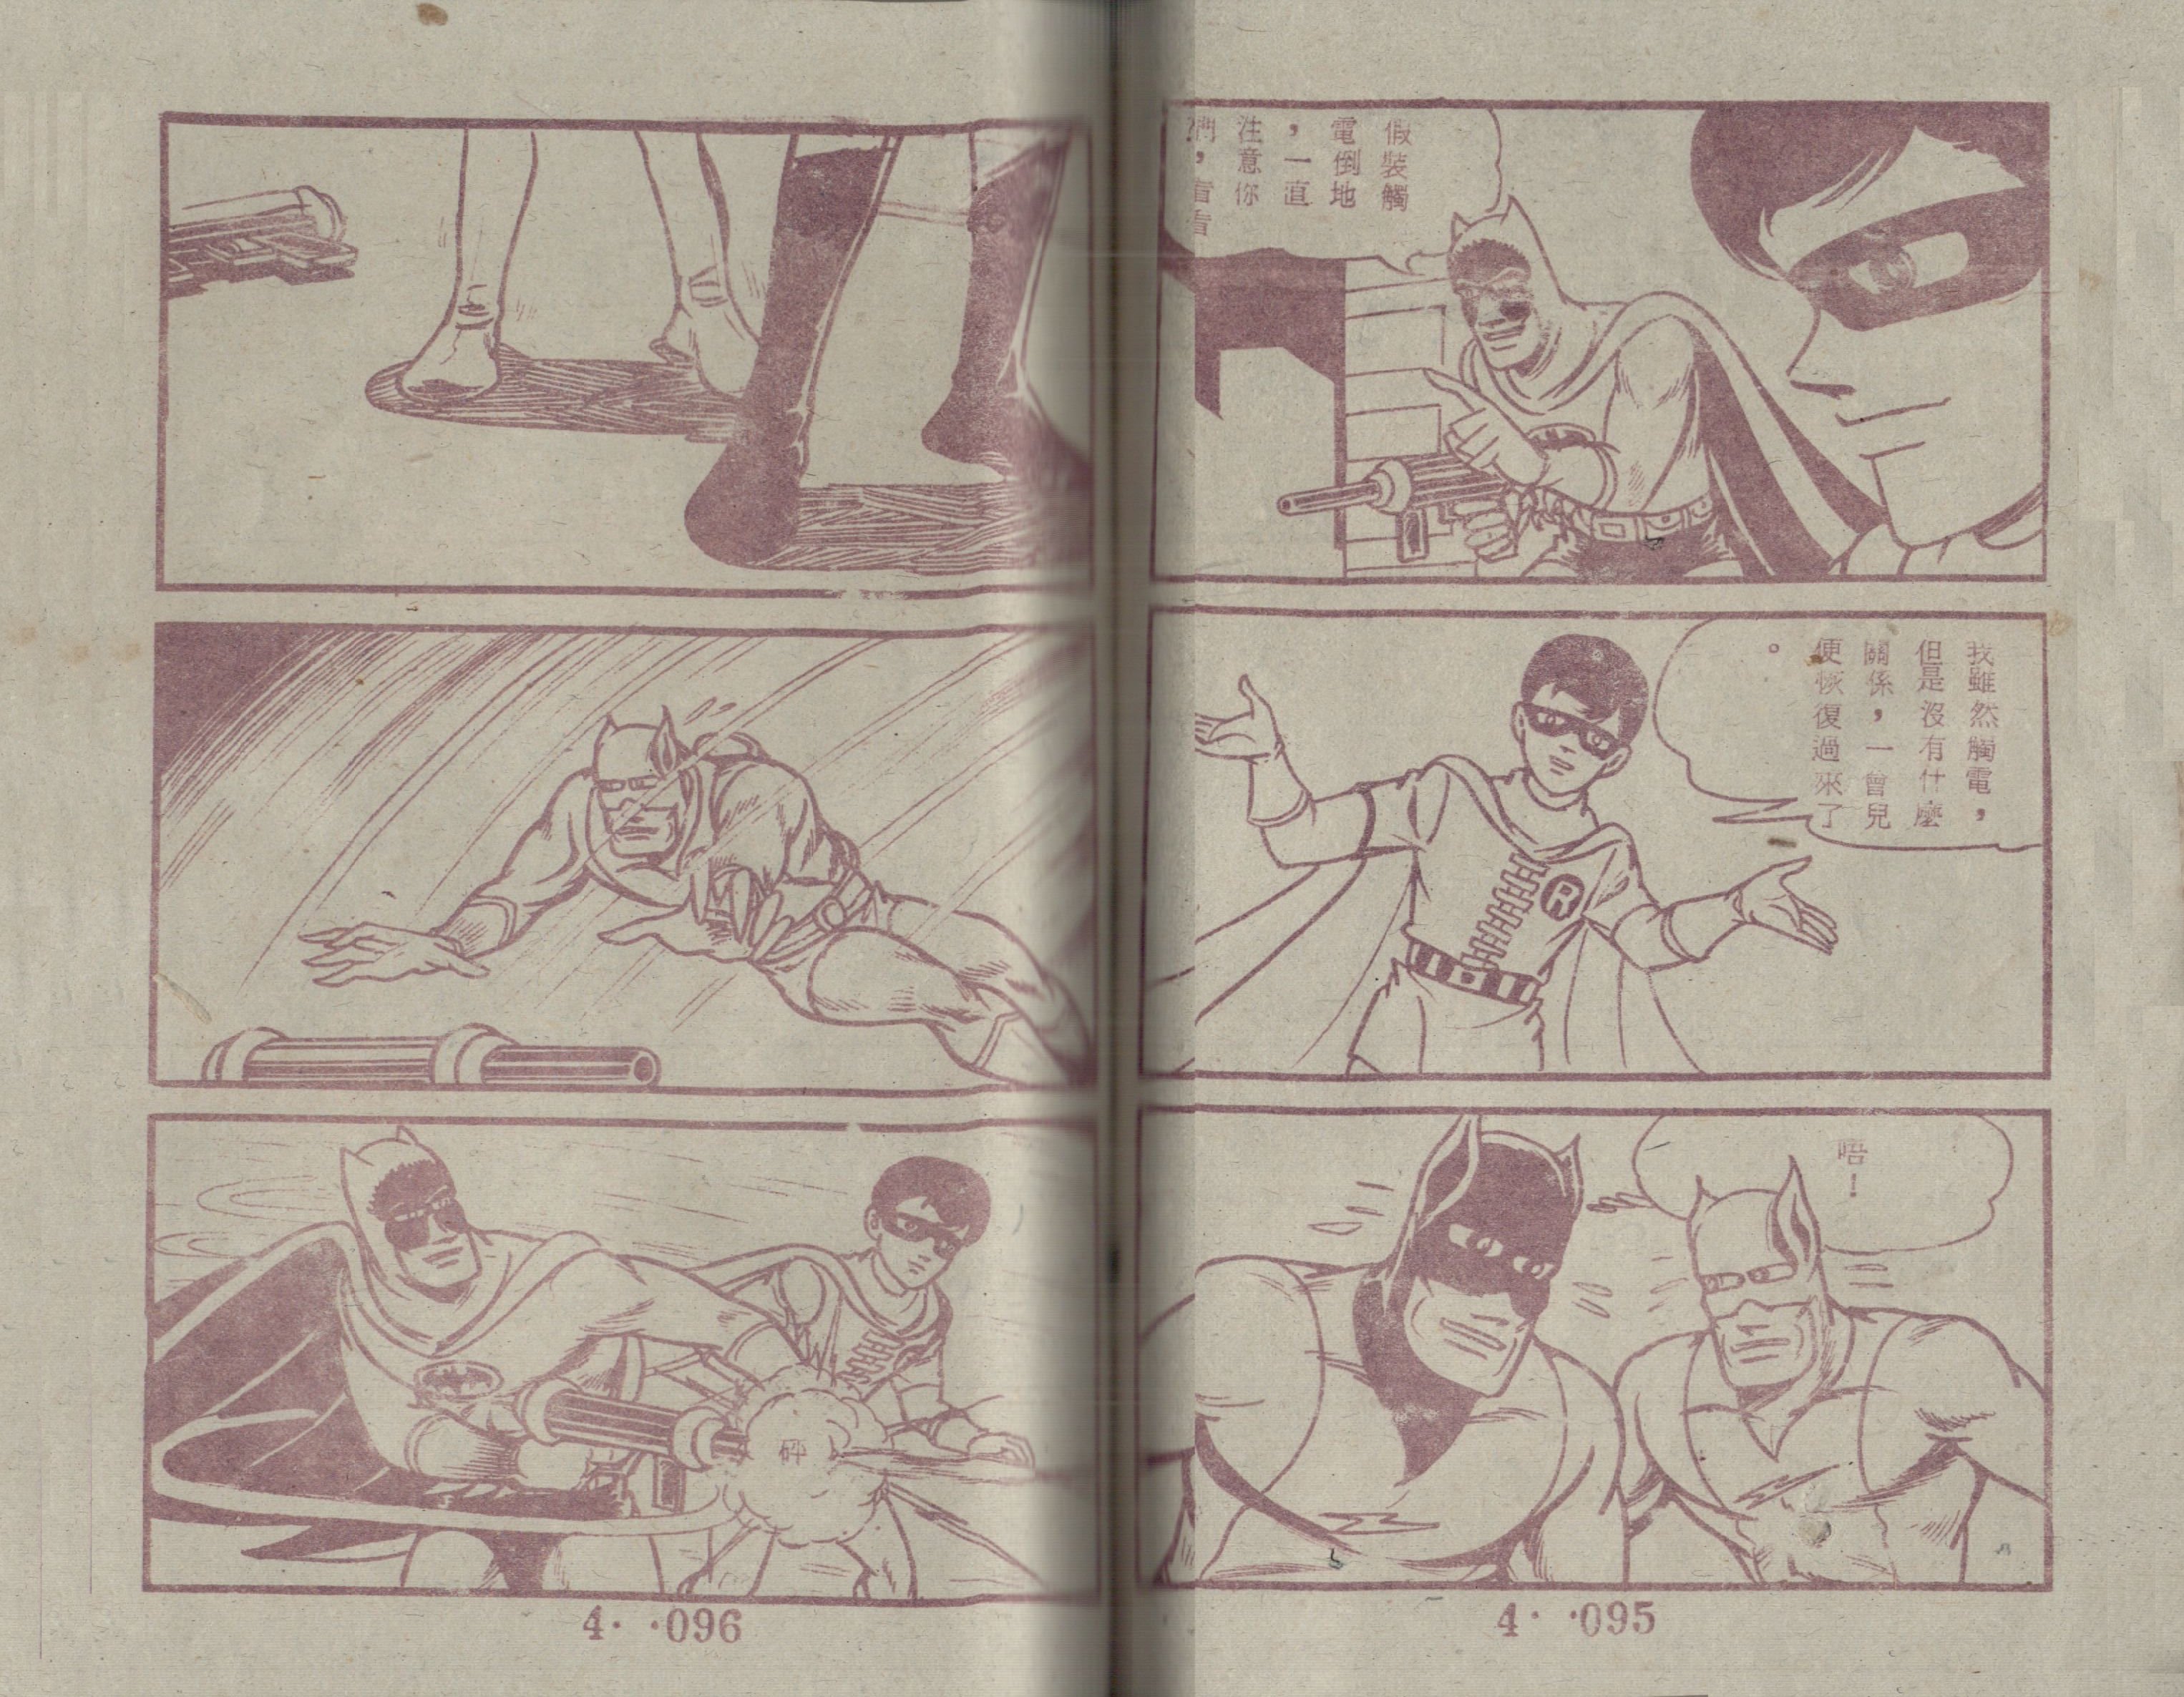 假裝觸
電倒地
，一直
注意你
們，看看
我雖然觸電，
但是沒有什麼
關係，一會兒
便恢復過來了
。
R
唔！
4··095
砰
4··096